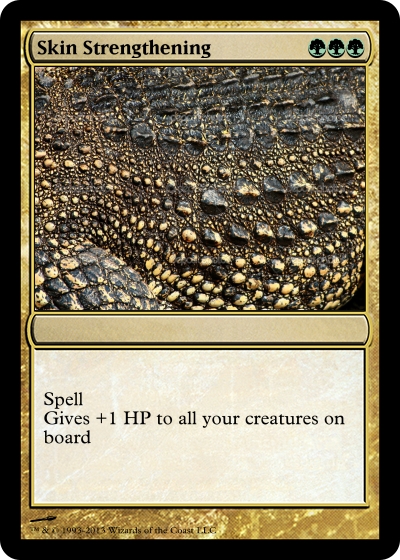 Skin Strengthening
Spell
Gives +1 HP to all your creatures on
board
™ & © 1993-2013 Wizards of the Coast LLC